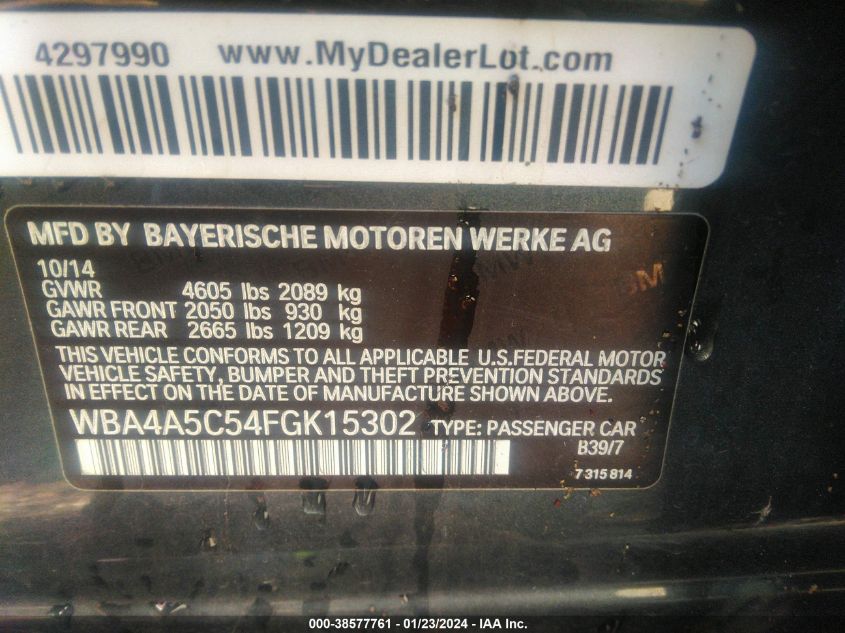 4297990 www.MyDealerLot.com
MFD BY BAYERISCHE MOTOREN WERKE AG
10/14
GVWR 4605 lbs 2089 kg
GAWR FRONT 2050 lbs 930 kg
GAWR REAR 2665 lbs 1209 kg
THIS VEHICLE CONFORMS TO ALL APPLICABLE U.S.FEDERAL MOTOR
VEHICLE SAFETY, BUMPER AND THEFT PREVENTION STANDARDS
IN EFFECT ON THE DATE OF MANUFACTURE SHOWN ABOVE.
WBA4A5C54FGK15302 TYPE: PASSENGER CAR
B39/7
7 315 814
000-38577761 - 01/23/2024 - IAA Inc.